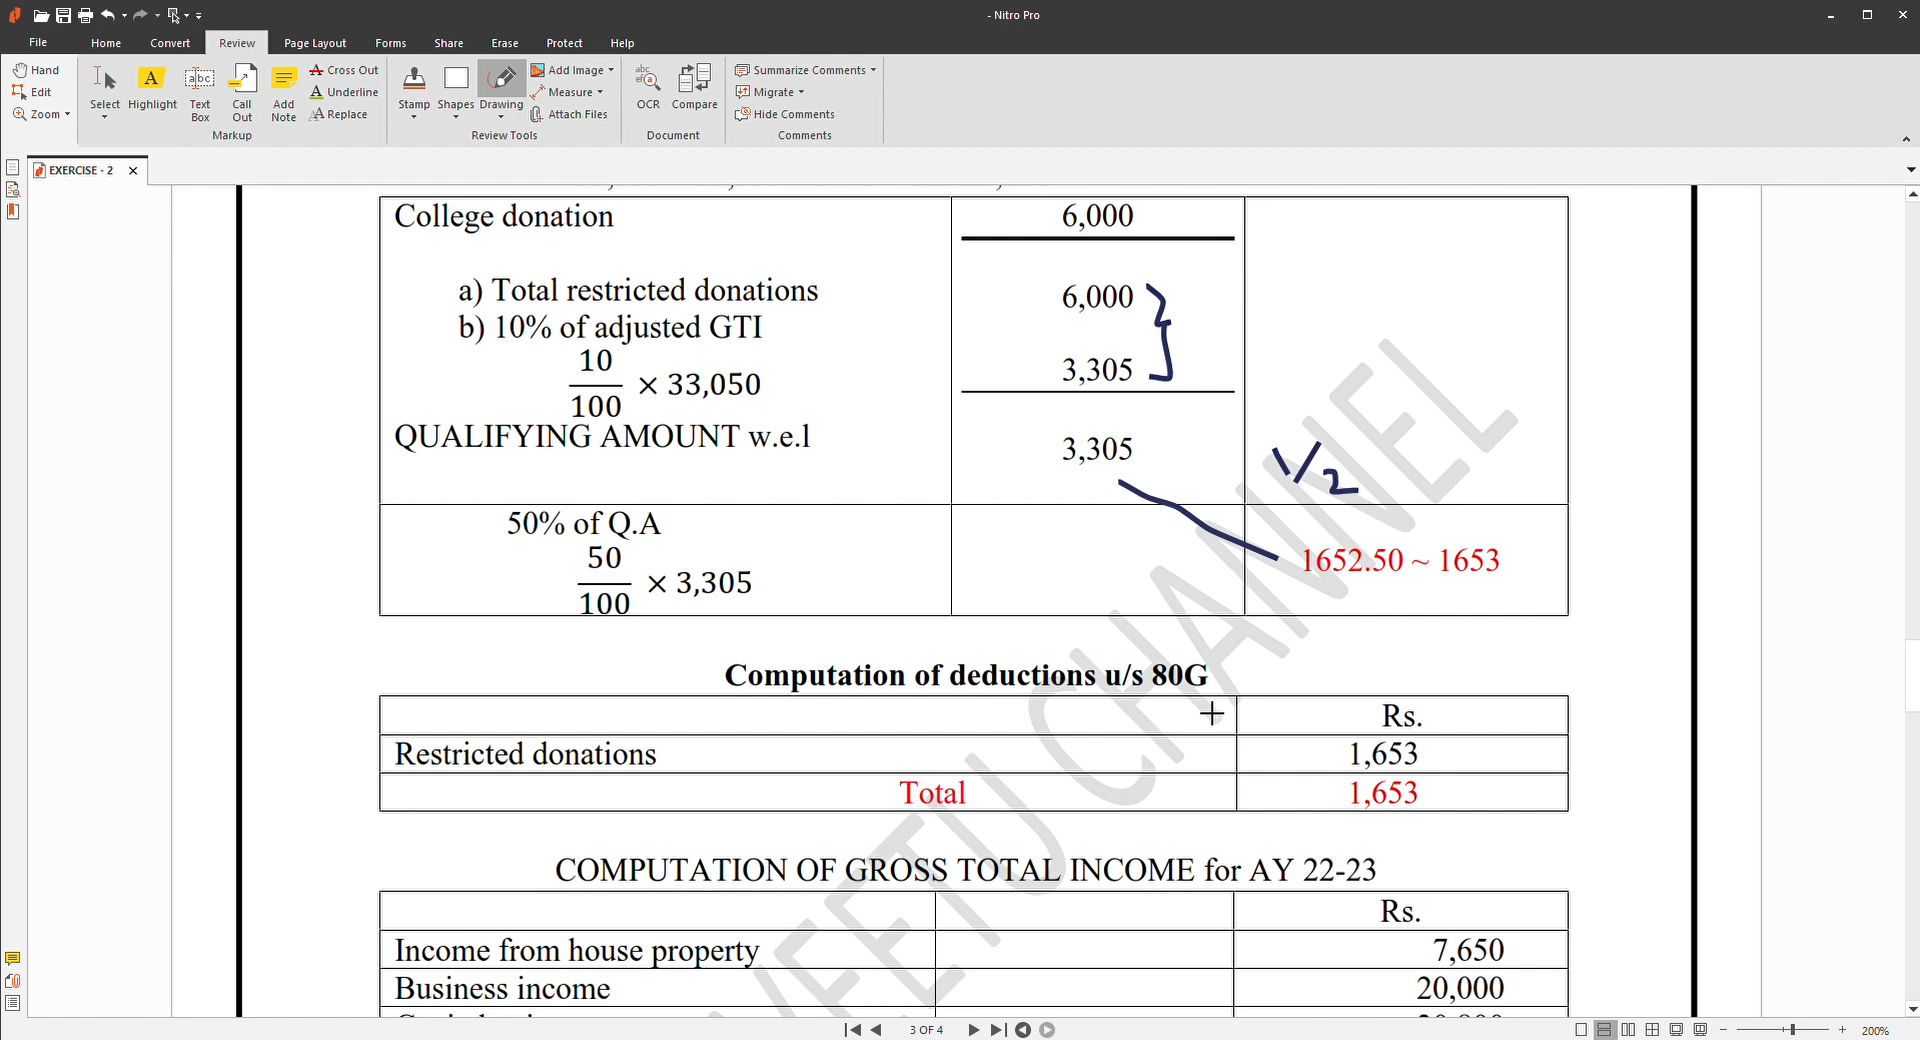 - Nitro Pro
File Home Convert Review Page Layout Forms Share Erase Protect Help
Hand
Edit
Zoom
Select
Highlight
Text Box
Call Out
Add Note
Cross Out
Underline
Replace
Markup
Stamp
Shapes
Drawing
Add Image
Measure
Attach Files
Review Tools
abc
OCR
Compare
Document
Summarize Comments
Migrate
Hide Comments
Comments
EXERCISE - 2
College donation 6,000
a) Total restricted donations 6,000
b) 10% of adjusted GTI
10/100 × 33,050 3,305
QUALIFYING AMOUNT w.e.l 3,305
1/2
50% of Q.A
50/100 × 3,305 1652.50 ~ 1653
Computation of deductions u/s 80G
Rs.
Restricted donations 1,653
Total 1,653
COMPUTATION OF GROSS TOTAL INCOME for AY 22-23
Rs.
Income from house property 7,650
Business income 20,000
CHANNEL
3 OF 4
200%